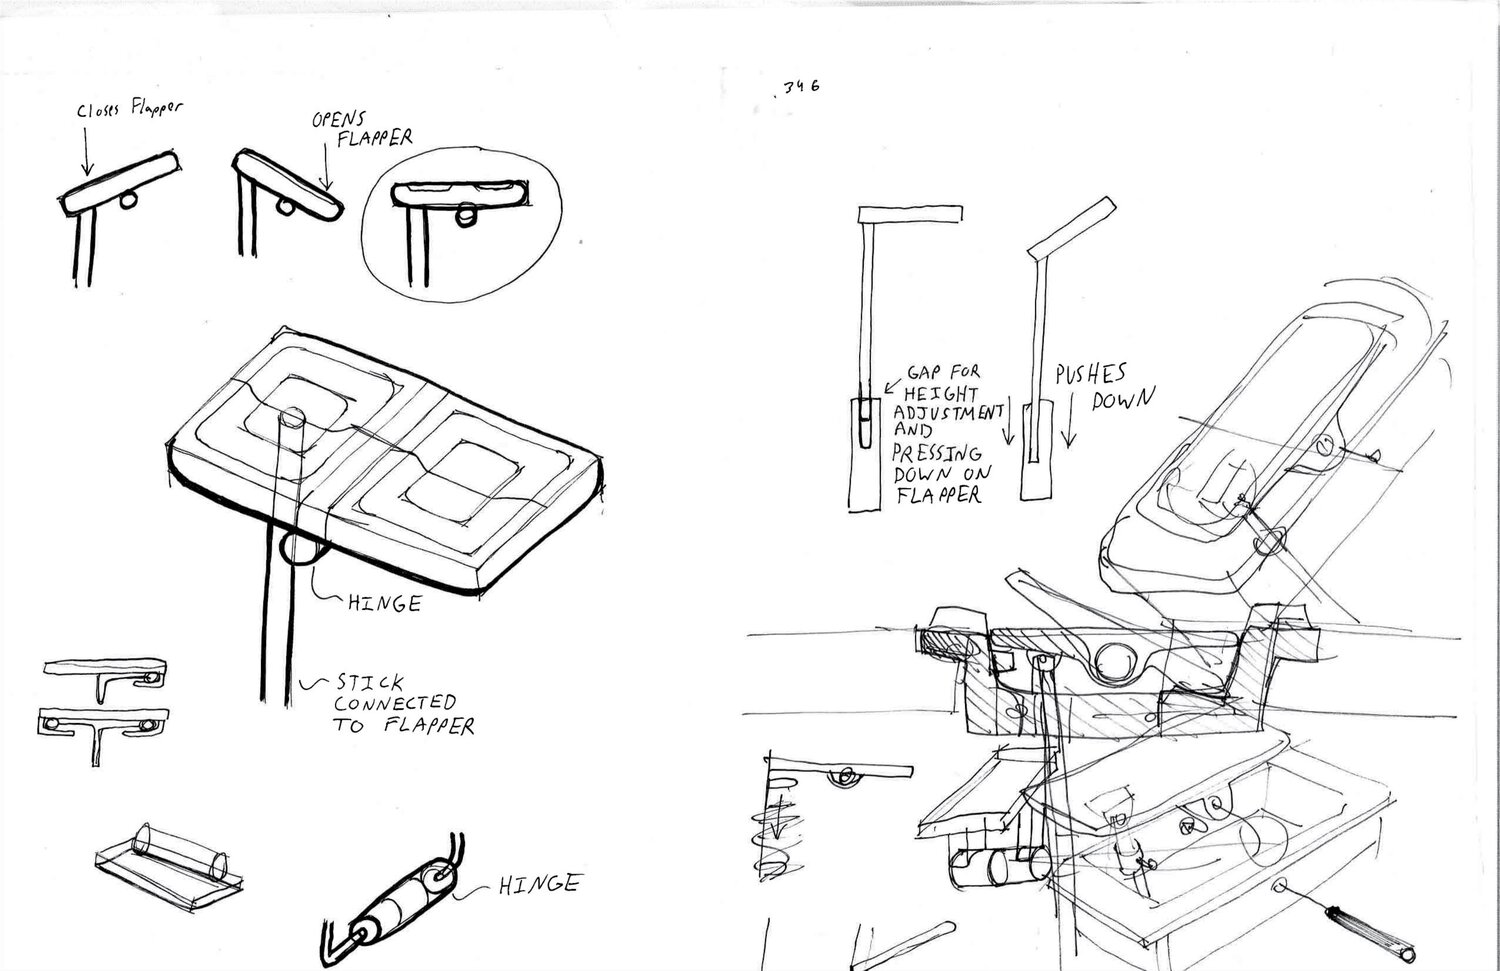 Closes Flapper
OPENS
FLAPPER
.346
GAP FOR
HEIGHT
ADJUSTMENT
AND
PRESSING
DOWN ON
FLAPPER
PUSHES
DOWN
HINGE
STICK
CONNECTED
TO FLAPPER
HINGE